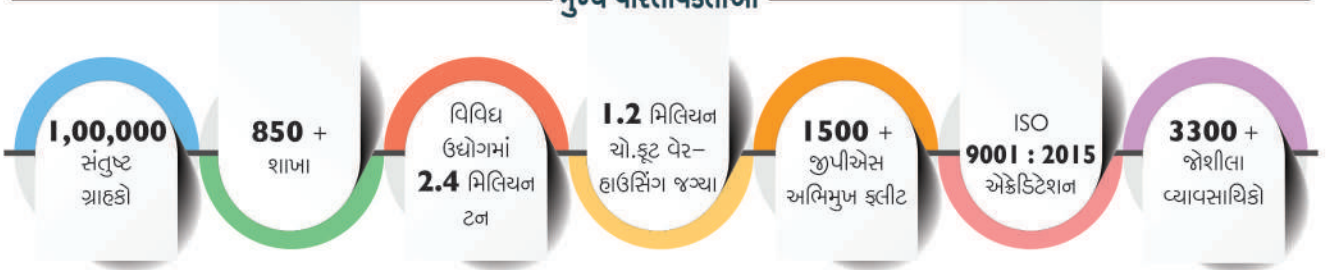 1,00,000
સંતુષ્ટ
ગ્રાહકો
850 +
શાખા
વિવિધ
ઉદ્યોગમાં
2.4 મિલિયન
ટન
1.2 મિલિયન
ચો.ફૂટ વેર–
હાઉસિંગ જગ્યા
1500 +
જીપીએસ
અભિમુખ ફ્લીટ
ISO
9001 : 2015
એક્રેડિટેશન
3300 +
જોશીલા
વ્યાવસાયિકો